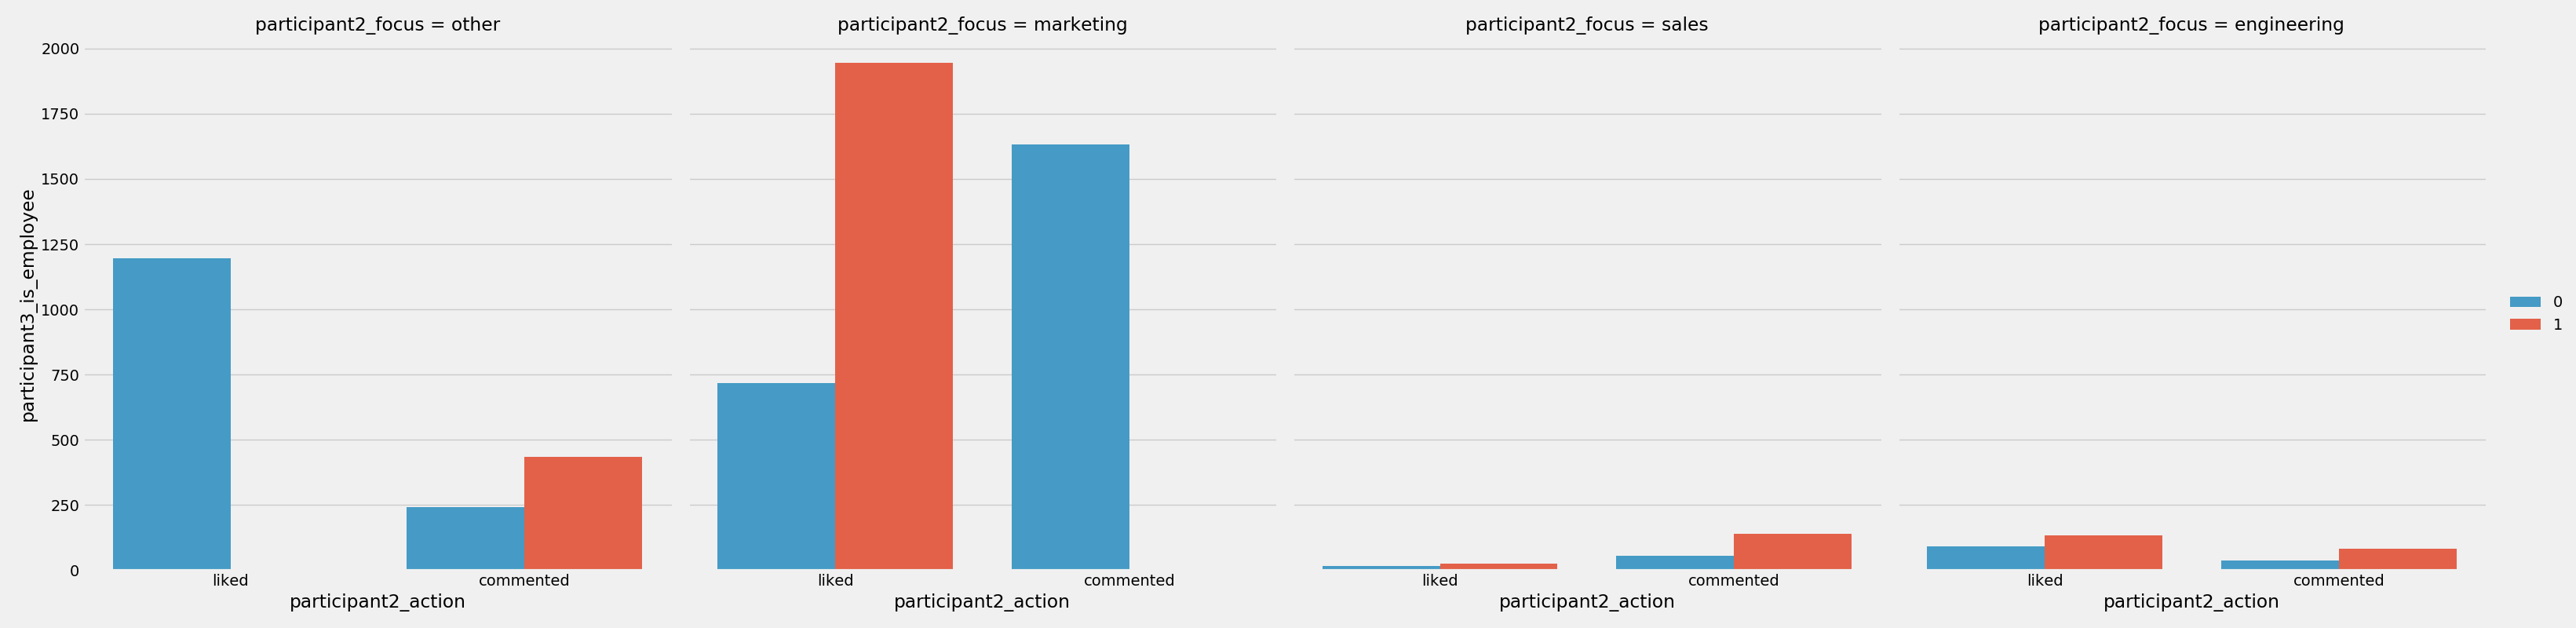 participant2_focus = other
participant2_focus = marketing
participant2_focus = sales
participant2_focus = engineering
participant3_is_employee
2000
1750
1500
1250
1000
750
500
250
0
liked commented
liked commented
liked commented
liked commented
participant2_action
participant2_action
participant2_action
participant2_action
0
1